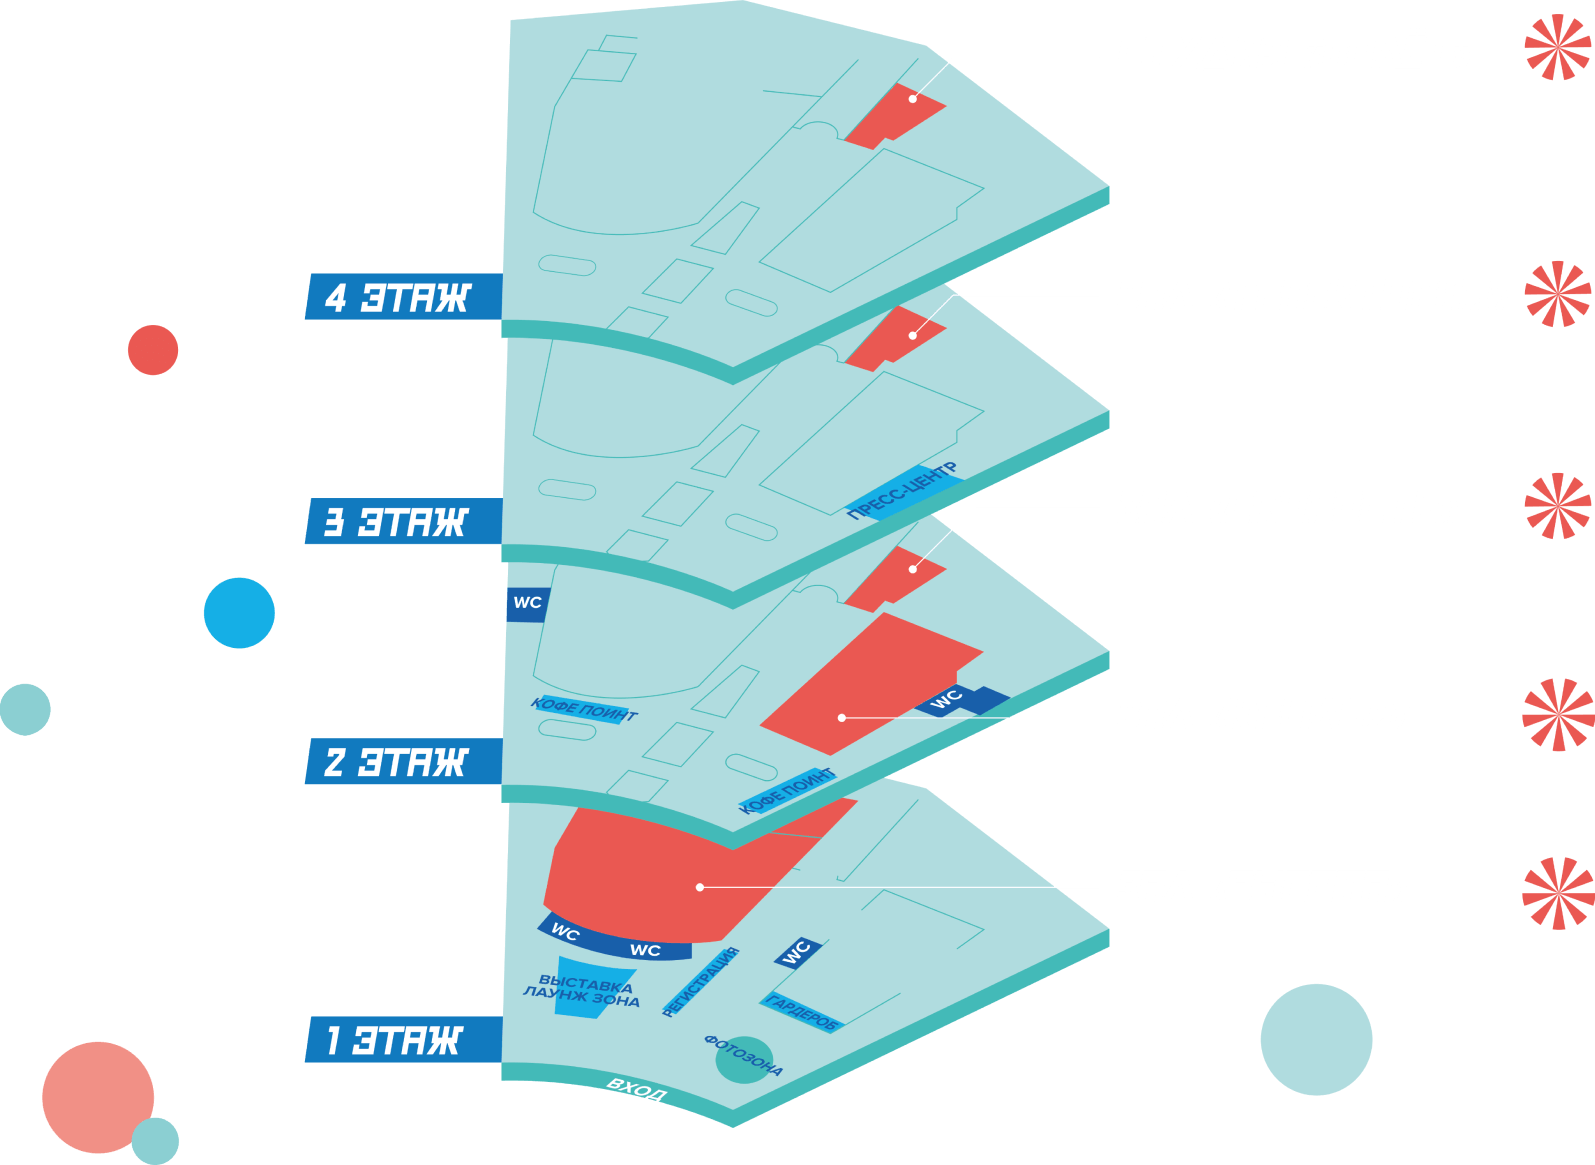 4 ЭТАЖ
3 ЭТАЖ
ПРЕСС-ЦЕНТР
WC
КОФЕ ПОИНТ
WC
2 ЭТАЖ
КОФЕ ПОИНТ
WC
WC
WC
РЕГИСТРАЦИЯ
ВЫСТАВКА
ЛАУНЖ ЗОНА
ГАРДЕРОБ
1 ЭТАЖ
ФОТОЗОНА
ВХОД